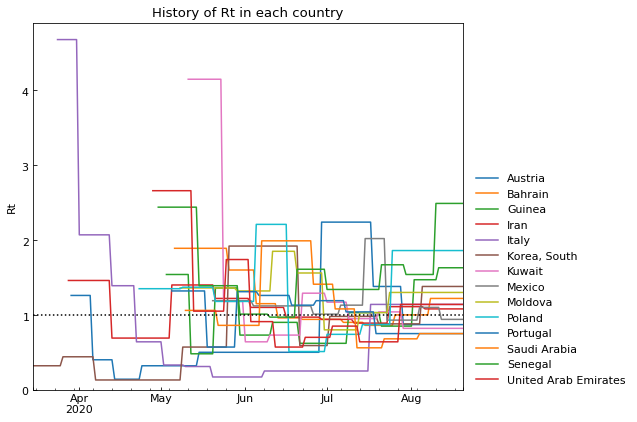 History of Rt in each country
Rt
4
3
2
1
0
Apr
2020
May
Jun
Jul
Aug
Austria
Bahrain
Guinea
Iran
Italy
Korea, South
Kuwait
Mexico
Moldova
Poland
Portugal
Saudi Arabia
Senegal
United Arab Emirates